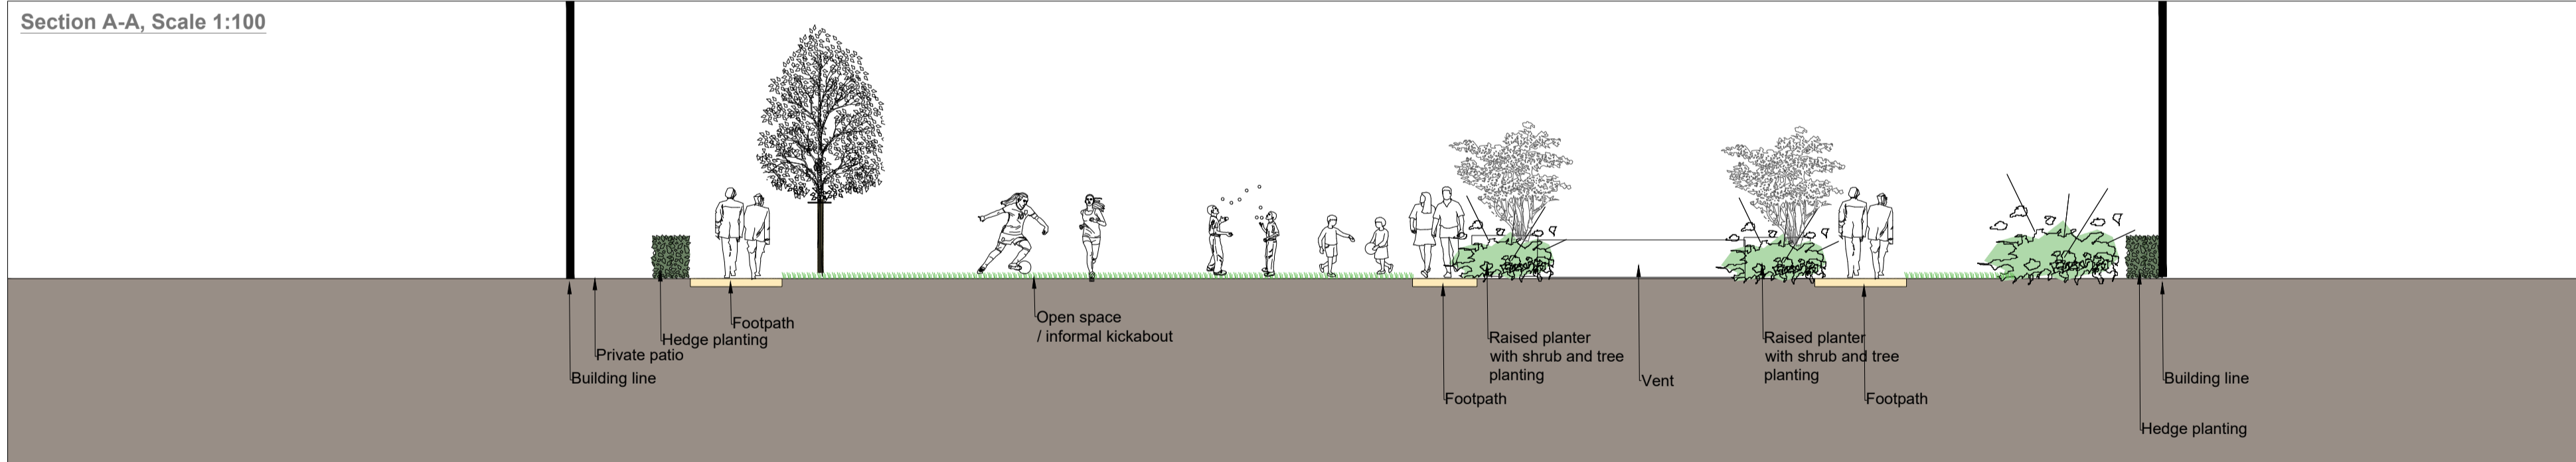 Section A-A, Scale 1:100
Building line
Private patio
Hedge planting
Footpath
Open space
/ informal kickabout
Footpath
Raised planter
with shrub and tree
planting
Vent
Raised planter
with shrub and tree
planting
Footpath
Hedge planting
Building line